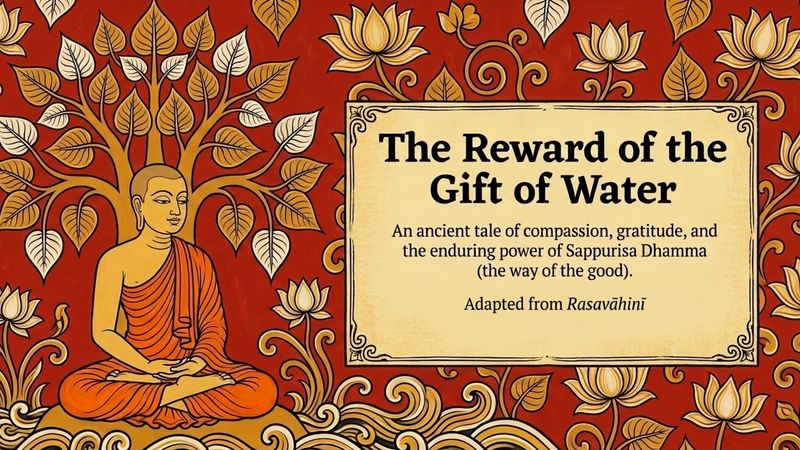 The Reward of the
Gift of Water
An ancient tale of compassion, gratitude, and
the enduring power of Sappurisa Dhamma
(the way of the good).
Adapted from Rasavāhinī